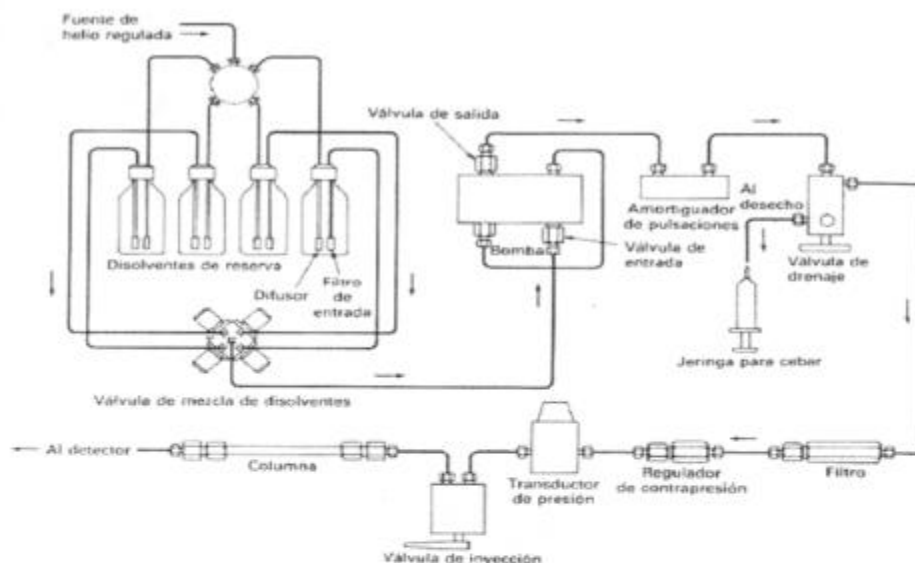 Fuente de
helio regulada
Válvula de salida
Disolventes de reserva
Difusor
Filtro
de
entrada
Bomba
Válvula de
entrada
Amortiguador
de pulsaciones
Al
desecho
Válvula de
drenaje
Jeringa para cebar
Válvula de mezcla de disolventes
Al detector
Columna
Válvula de inyección
Transductor
de presión
Regulador
de contrapresión
Filtro